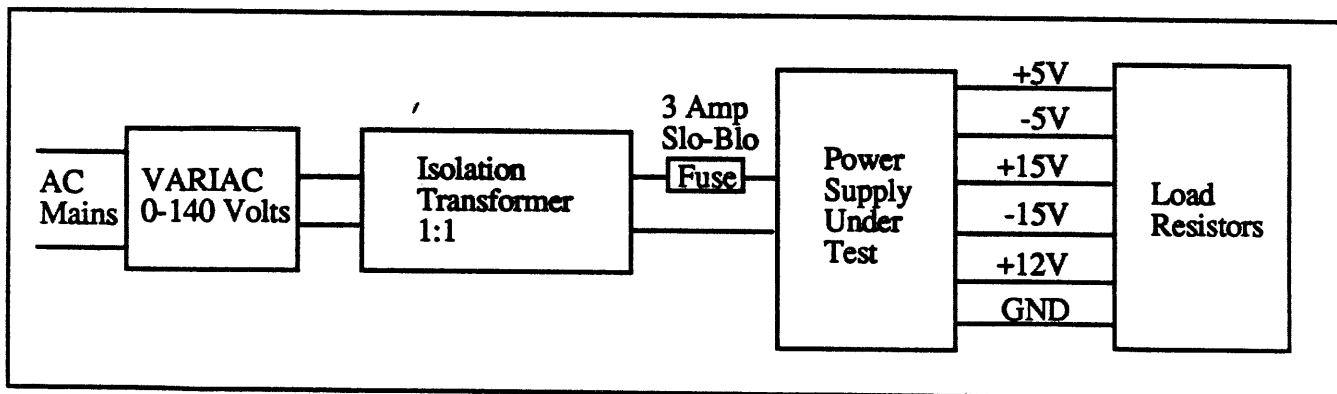 AC
Mains
VARIAC
0-140 Volts
Isolation
Transformer
1:1
3 Amp
Slo-Blo
Fuse
Power
Supply
Under
Test
+5V
-5V
+15V
-15V
+12V
GND
Load
Resistors